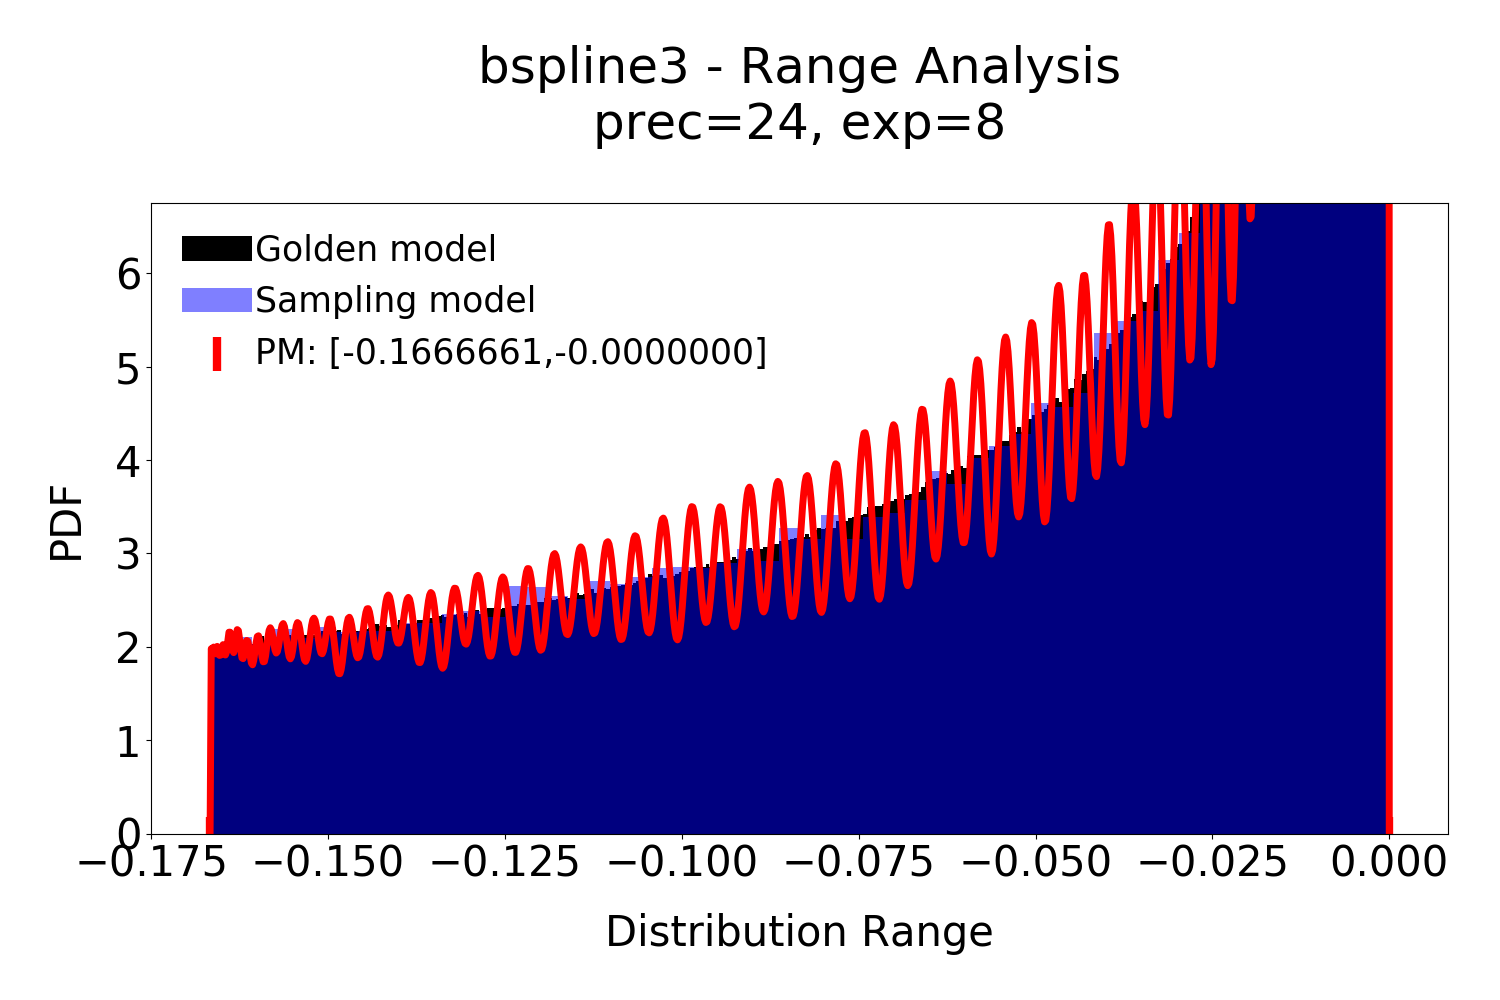 bspline3 - Range Analysis
prec=24, exp=8
Golden model
Sampling model
PM: [-0.1666661,-0.0000000]
PDF
6
5
4
3
2
1
0
−0.175 −0.150 −0.125 −0.100 −0.075 −0.050 −0.025 0.000
Distribution Range